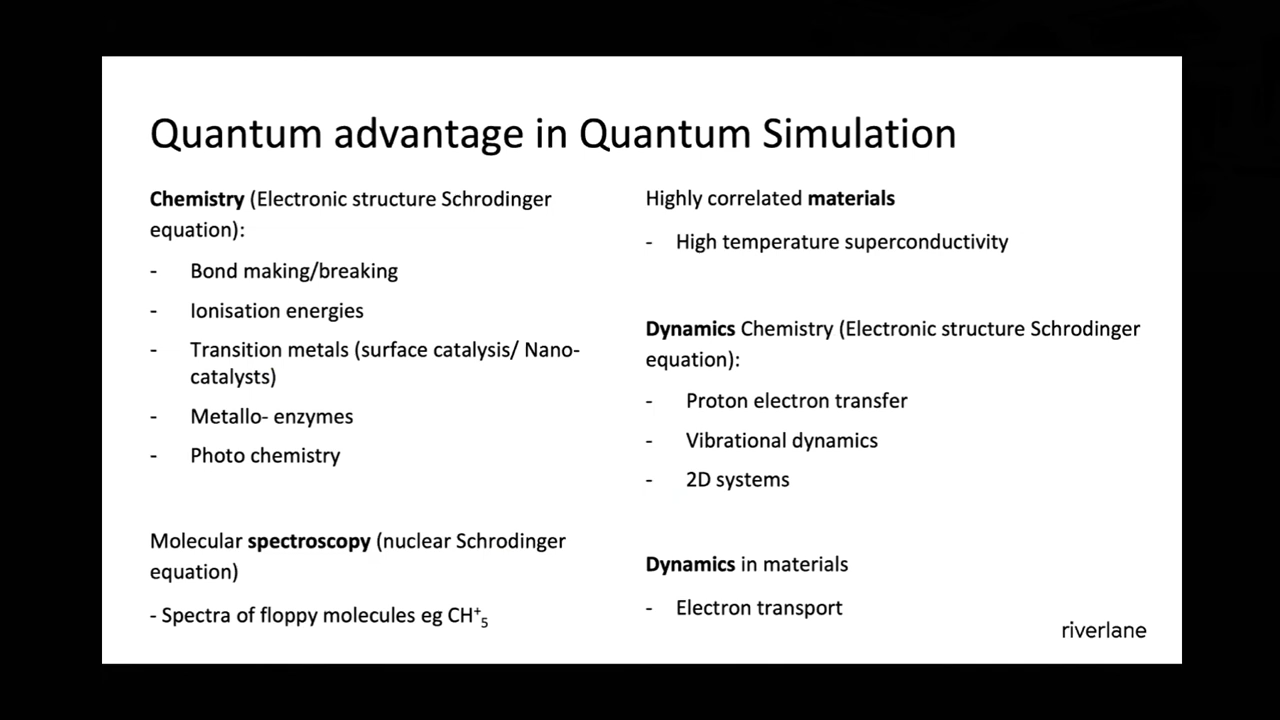 Quantum advantage in Quantum Simulation
Chemistry (Electronic structure Schrodinger
equation):
- Bond making/breaking
- Ionisation energies
- Transition metals (surface catalysis/ Nano-
catalysts)
- Metallo- enzymes
- Photo chemistry
Molecular spectroscopy (nuclear Schrodinger
equation)
- Spectra of floppy molecules eg CH⁺₅
Highly correlated materials
- High temperature superconductivity
Dynamics Chemistry (Electronic structure Schrodinger
equation):
- Proton electron transfer
- Vibrational dynamics
- 2D systems
Dynamics in materials
- Electron transport
riverlane